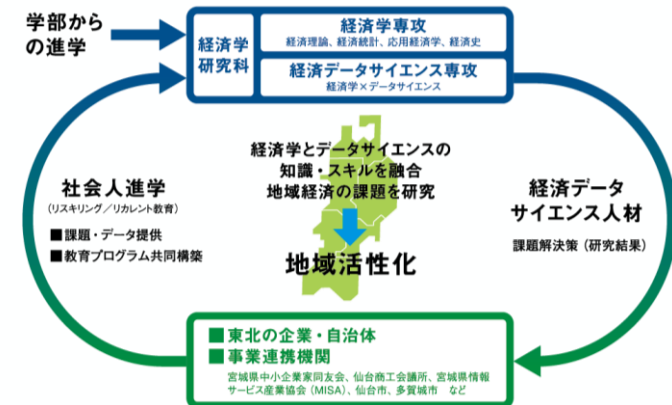 学部から
の進学
経済学
研究科
経済学専攻
経済理論、経済統計、応用経済学、経済史
経済データサイエンス専攻
経済学×データサイエンス
経済学とデータサイエンスの
知識・スキルを融合
地域経済の課題を研究
地域活性化
社会人進学
(リスキリング／リカレント教育)
■課題・データ提供
■教育プログラム共同構築
経済データ
サイエンス人材
課題解決策(研究結果)
■東北の企業・自治体
■事業連携機関
宮城県中小企業家同友会、仙台商工会議所、宮城県情報
サービス産業協会(MISA)、仙台市、多賀城市 など